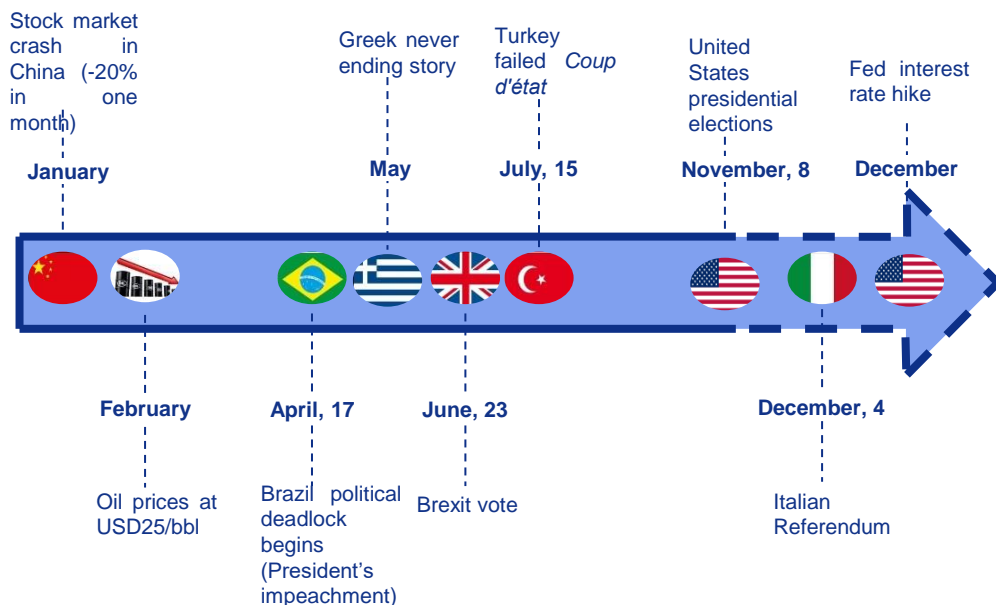 Stock market
crash in
China (-20%
in one
month)
January
Greek never
ending story
May
Turkey
failed Coup
d'état
July, 15
United
States
presidential
elections
November, 8
Fed interest
rate hike
December
February
Oil prices at
USD25/bbl
April, 17
Brazil political
deadlock
begins
(President's
impeachment)
June, 23
Brexit vote
December, 4
Italian
Referendum